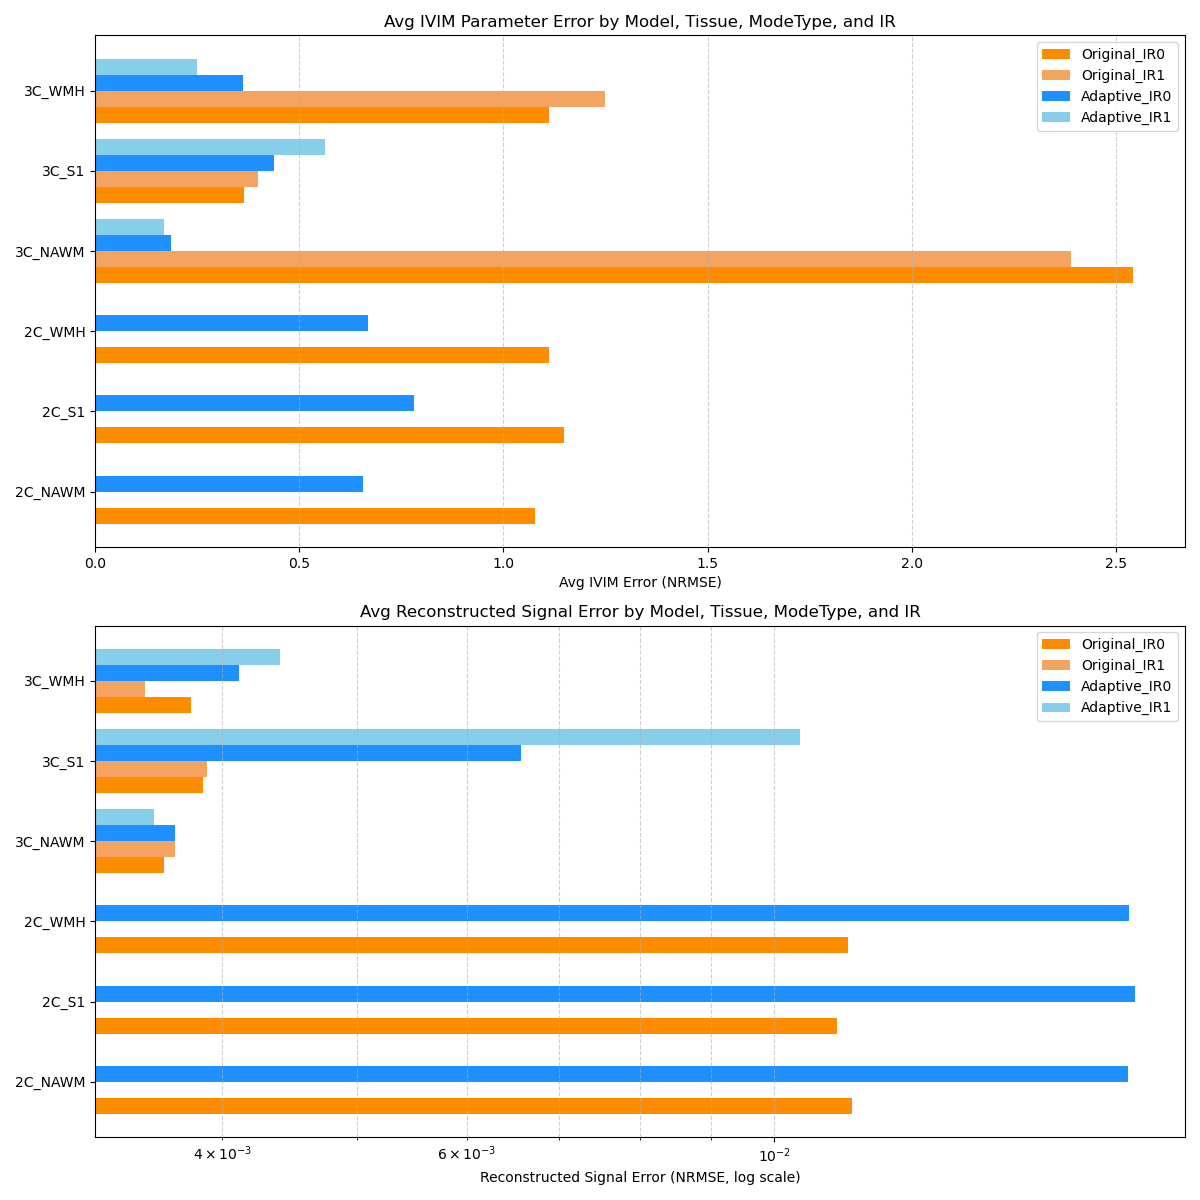 Avg IVIM Parameter Error by Model, Tissue, ModeType, and IR
Original_IR0
Original_IR1
Adaptive_IR0
Adaptive_IR1
3C_WMH
3C_S1
3C_NAWM
2C_WMH
2C_S1
2C_NAWM
0.0 0.5 1.0 1.5 2.0 2.5
Avg IVIM Error (NRMSE)
Avg Reconstructed Signal Error by Model, Tissue, ModeType, and IR
Original_IR0
Original_IR1
Adaptive_IR0
Adaptive_IR1
3C_WMH
3C_S1
3C_NAWM
2C_WMH
2C_S1
2C_NAWM
4 × 10⁻³ 6 × 10⁻³ 10⁻²
Reconstructed Signal Error (NRMSE, log scale)